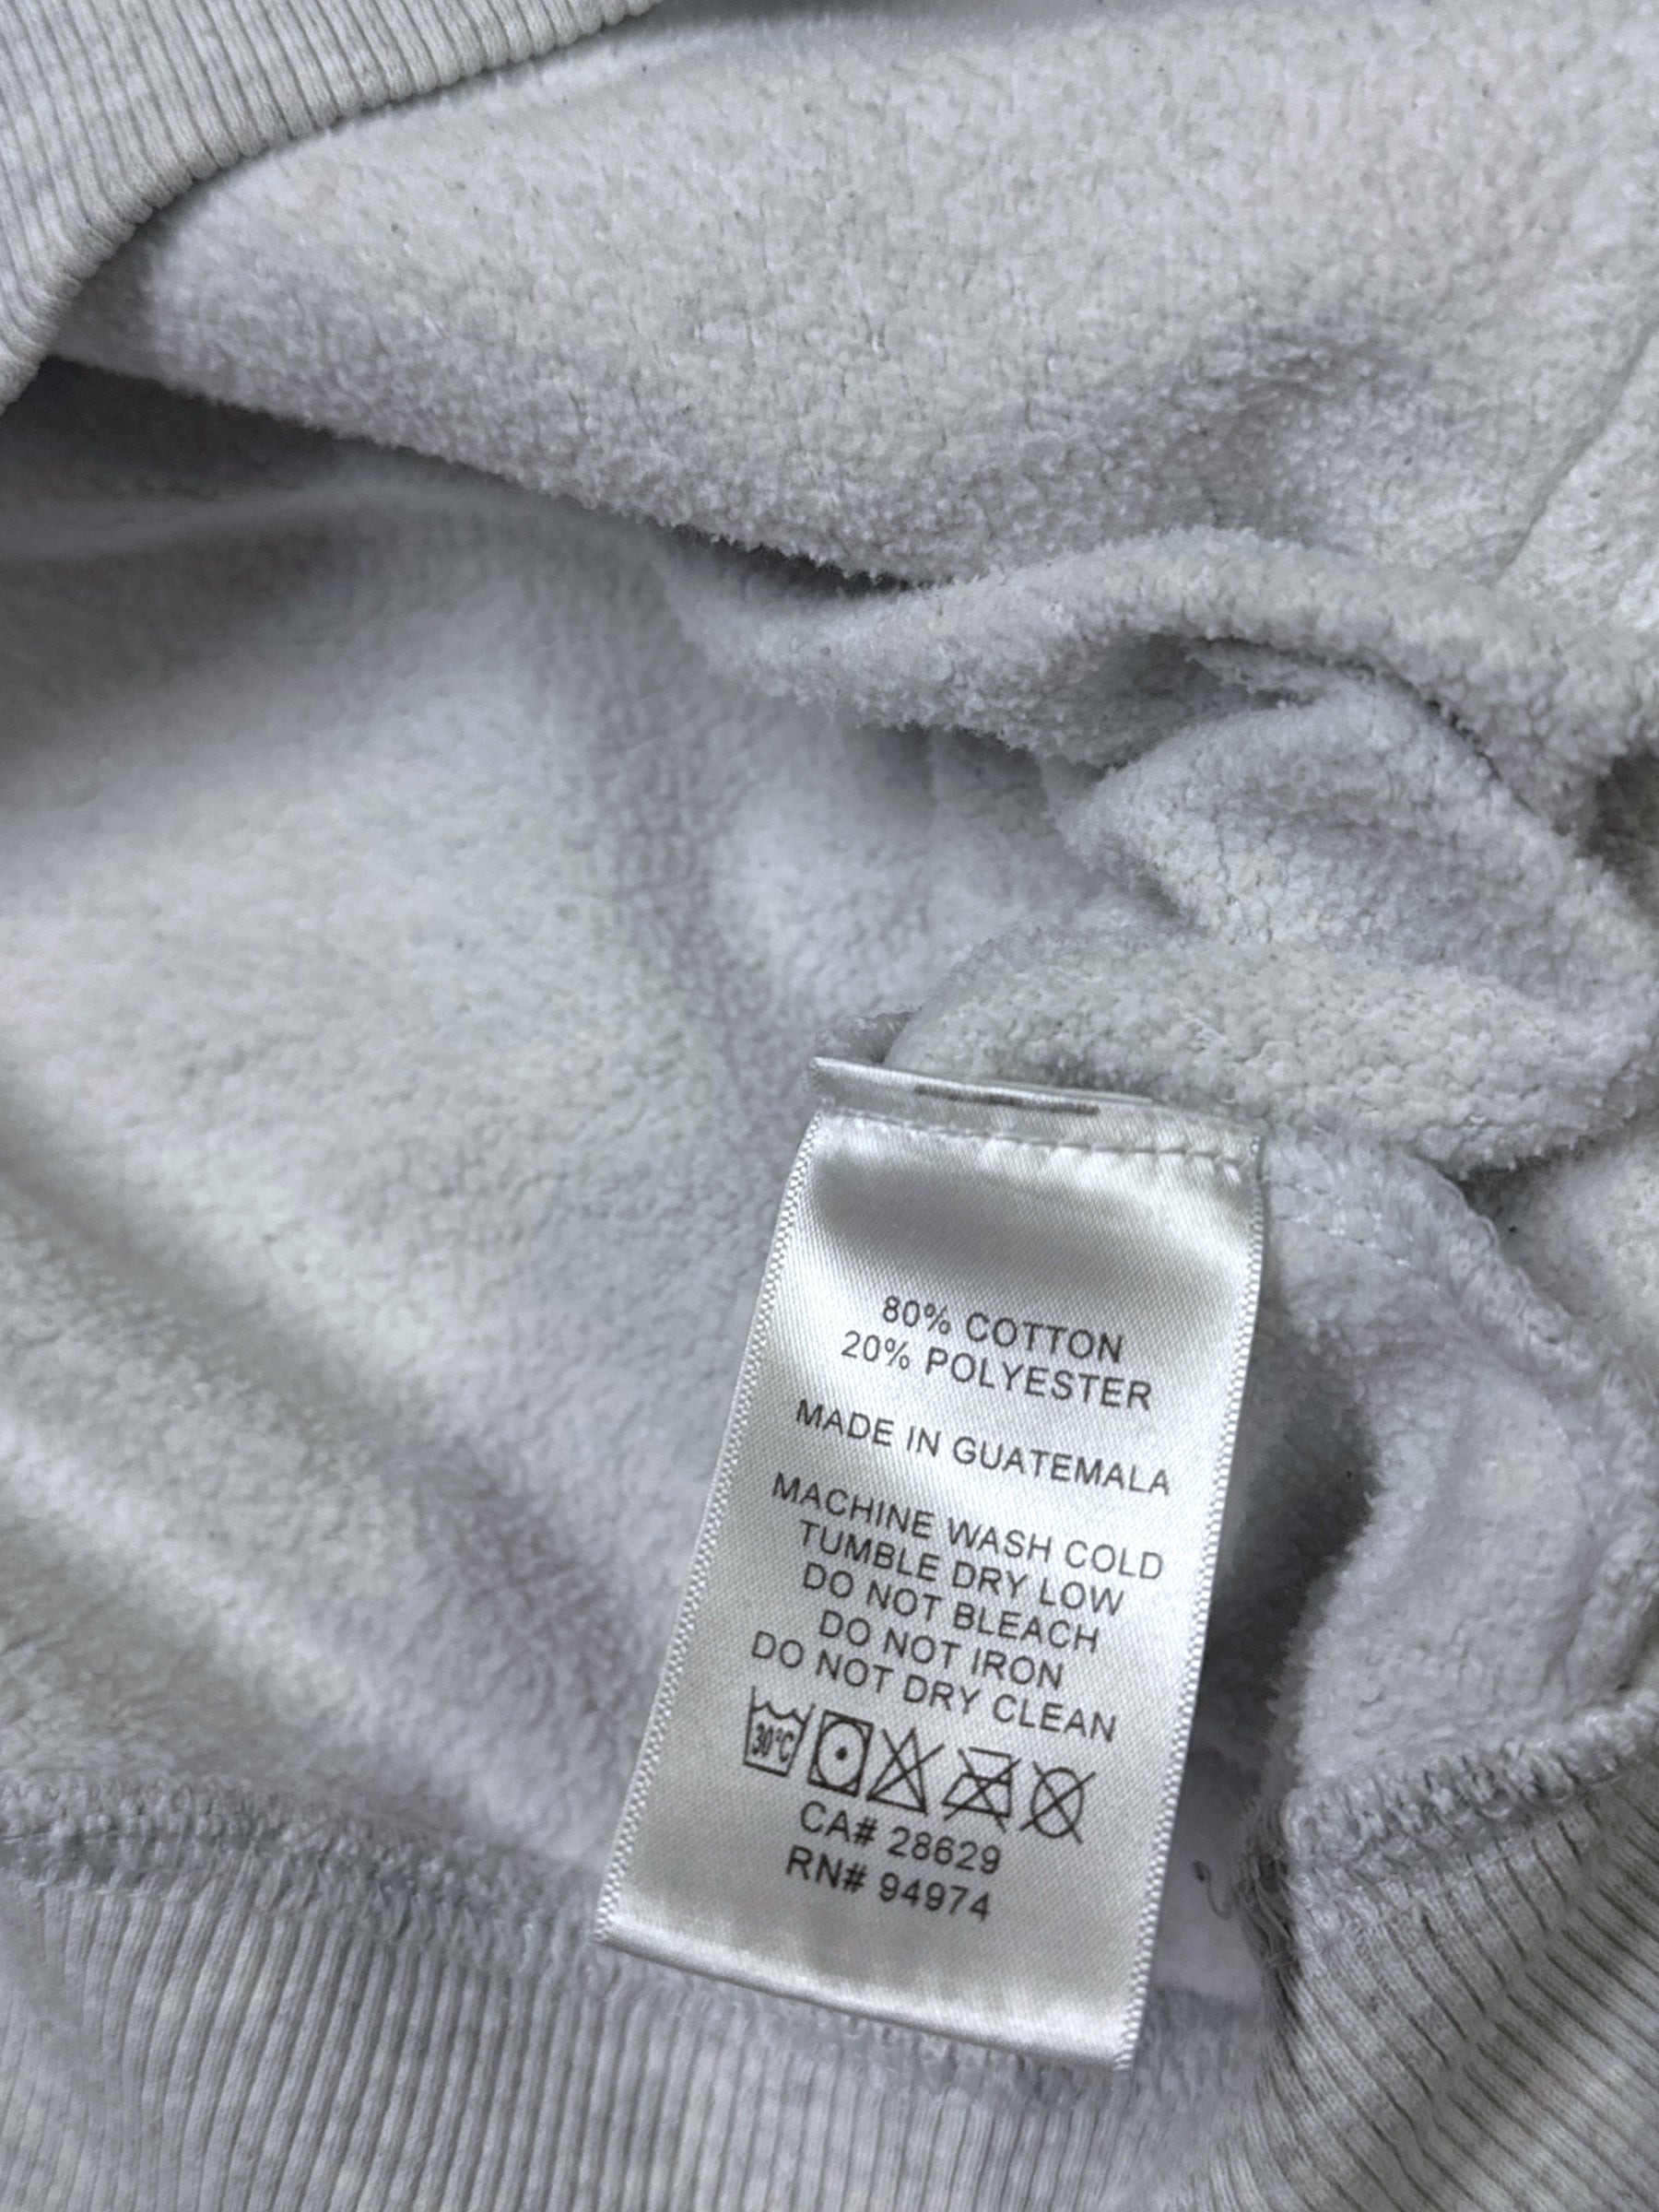 80% COTTON
20% POLYESTER
MADE IN GUATEMALA
MACHINE WASH COLD
TUMBLE DRY LOW
DO NOT BLEACH
DO NOT IRON
DO NOT DRY CLEAN
30°C
CA# 28629
RN# 94974